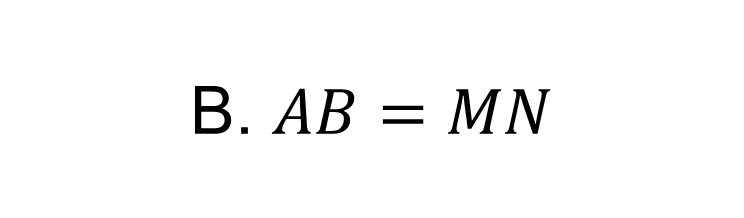 B. AB = MN